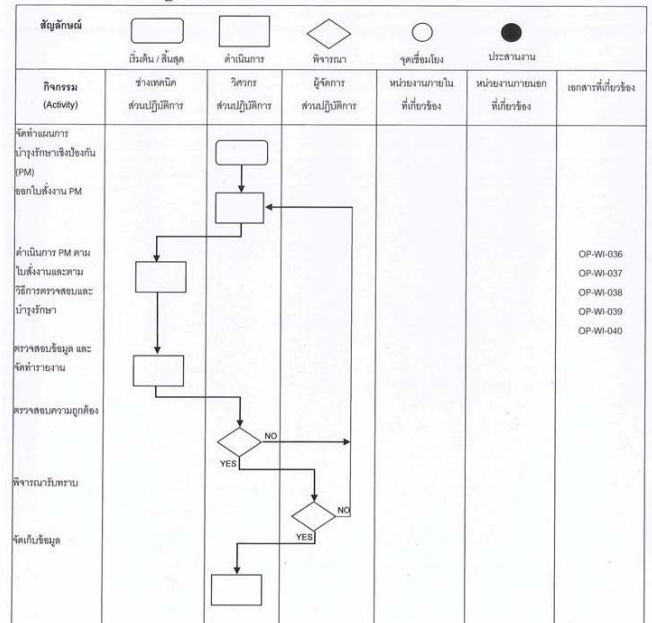 สัญลักษณ์
เริ่มต้น / สิ้นสุด
ดำเนินการ
พิจารณา
จุดเชื่อมโยง
ประสานงาน
กิจกรรม
(Activity)
ช่างเทคนิค
ส่วนปฏิบัติการ
วิศวกร
ส่วนปฏิบัติการ
ผู้จัดการ
ส่วนปฏิบัติการ
หน่วยงานภายใน
ที่เกี่ยวข้อง
หน่วยงานภายนอก
ที่เกี่ยวข้อง
เอกสารที่เกี่ยวข้อง
จัดทำแผนการ
บำรุงรักษาเชิงป้องกัน
(PM)
ออกใบสั่งงาน PM
ดำเนินการ PM ตาม
ใบสั่งงานและตาม
วิธีการตรวจสอบและ
บำรุงรักษา
OP-WI-036
OP-WI-037
OP-WI-038
OP-WI-039
OP-WI-040
ตรวจสอบข้อมูล และ
จัดทำรายงาน
ตรวจสอบความถูกต้อง
NO
YES
พิจารณารับทราบ
NO
YES
จัดเก็บข้อมูล